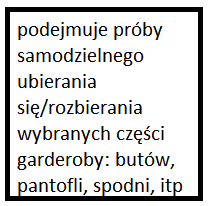 podejmuje próby
samodzielnego
ubierania
się/rozbierania
wybranych części
garderoby: butów,
pantofli, spodni, itp